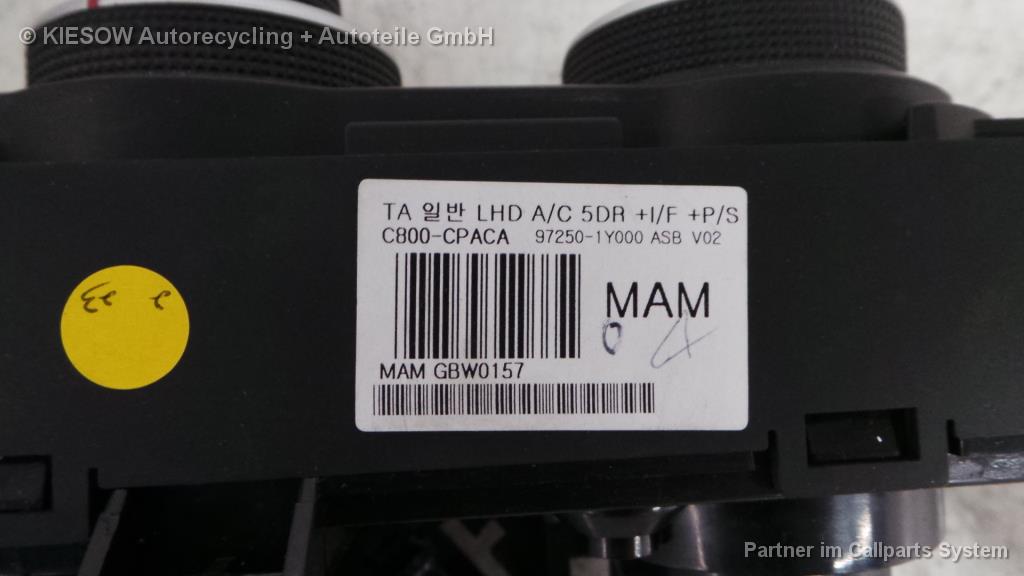 © KIESOW Autorecycling + Autoteile GmbH
TA 일반 LHD A/C 5DR +I/F +P/S
C800-CPACA 97250-1Y000 ASB V02
MAM
MAM GBW0157
Partner im Callparts System